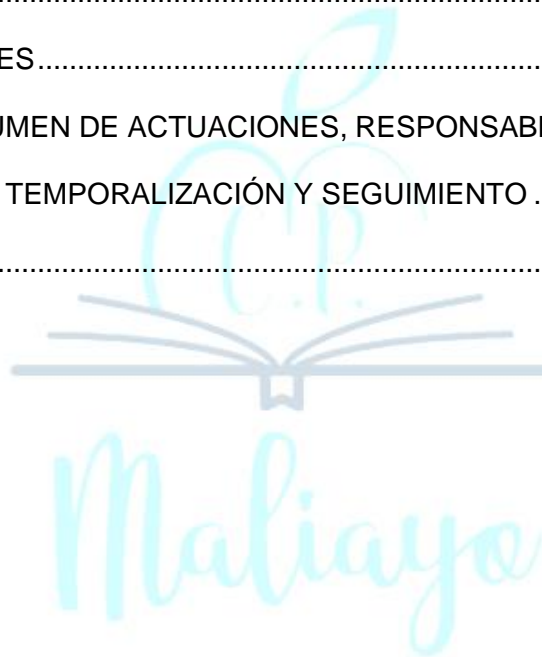 ........................................................................
ES...................................................................
UMEN DE ACTUACIONES, RESPONSABI
TEMPORALIZACIÓN Y SEGUIMIENTO .
........................................................................
C.P.
Maliayo